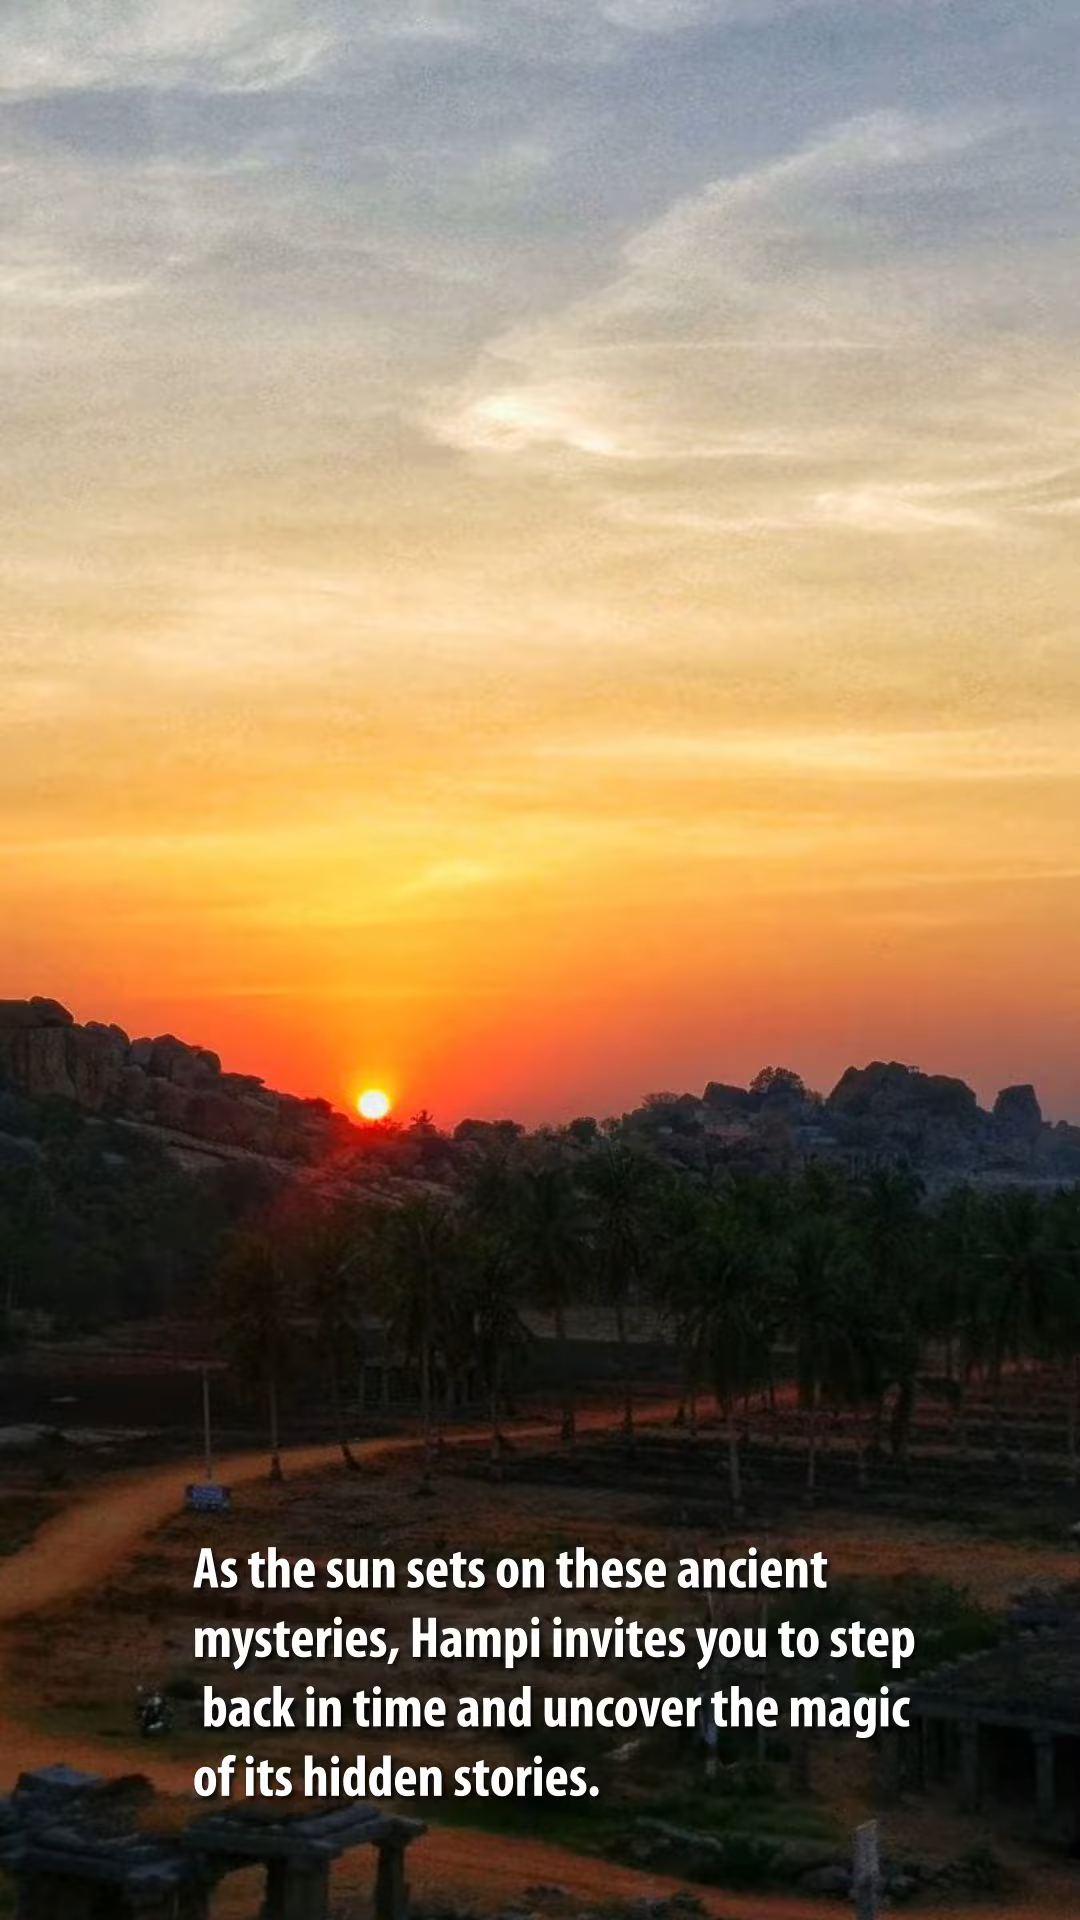 As the sun sets on these ancient
mysteries, Hampi invites you to step
back in time and uncover the magic
of its hidden stories.